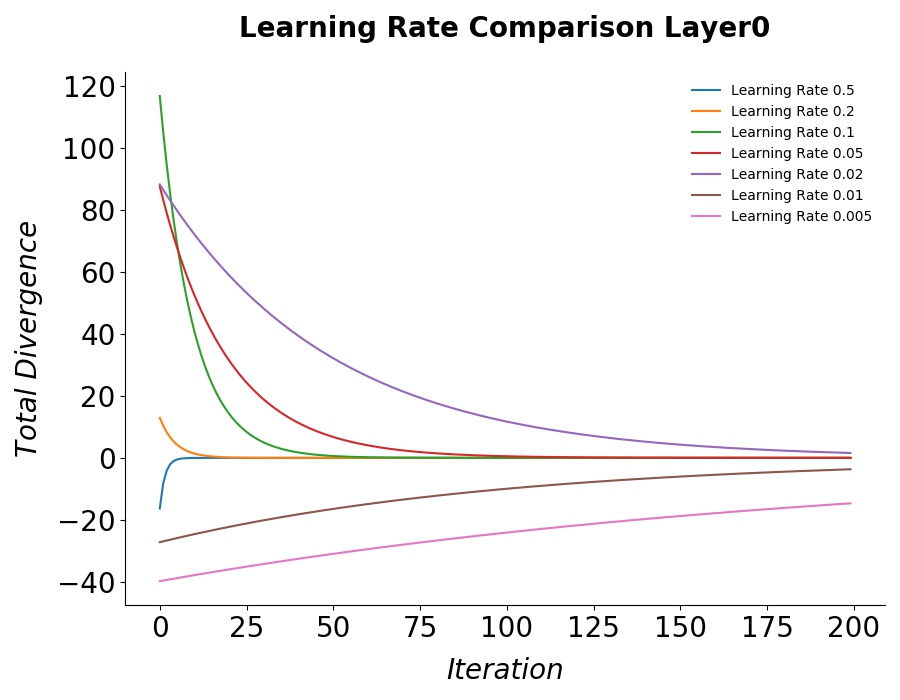 Learning Rate Comparison Layer0
Learning Rate 0.5
Learning Rate 0.2
Learning Rate 0.1
Learning Rate 0.05
Learning Rate 0.02
Learning Rate 0.01
Learning Rate 0.005
Total Divergence
120
100
80
60
40
20
0
−20
−40
0 25 50 75 100 125 150 175 200
Iteration